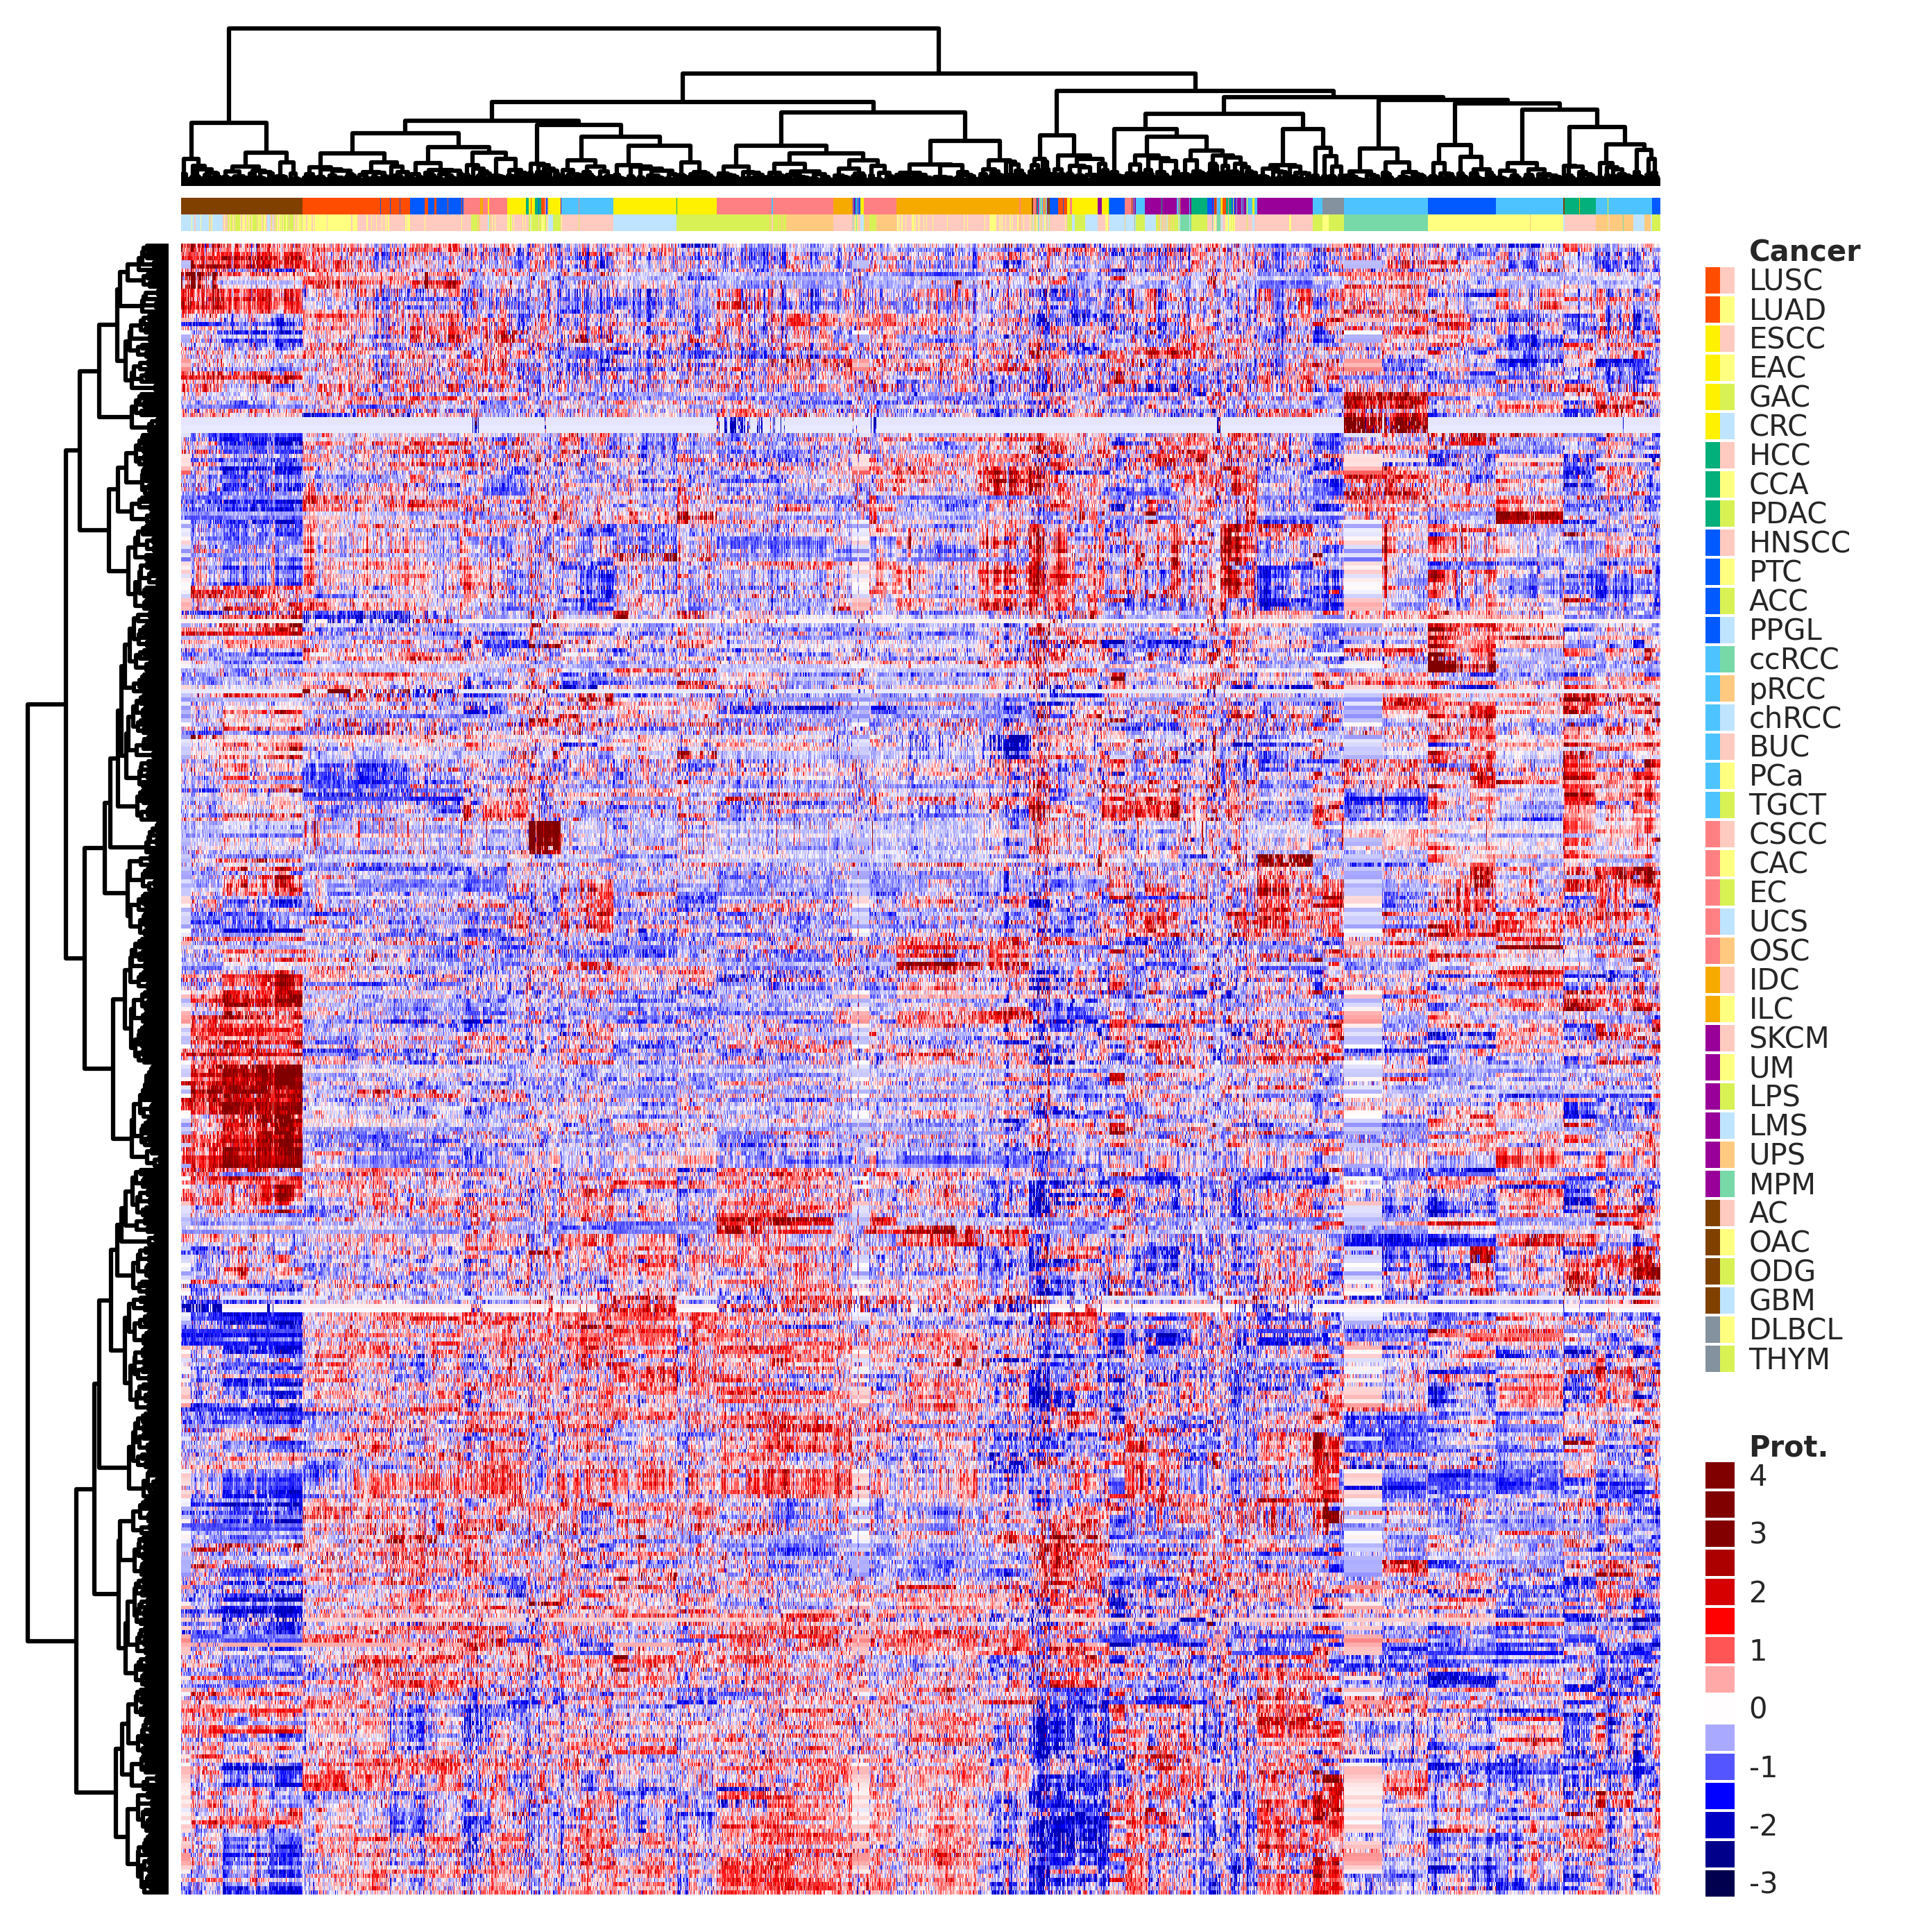 Cancer
LUSC
LUAD
ESCC
EAC
GAC
CRC
HCC
CCA
PDAC
HNSCC
PTC
ACC
PPGL
ccRCC
pRCC
chRCC
BUC
PCa
TGCT
CSCC
CAC
EC
UCS
OSC
IDC
ILC
SKCM
UM
LPS
LMS
UPS
MPM
AC
OAC
ODG
GBM
DLBCL
THYM
Prot.
4
3
2
1
0
-1
-2
-3